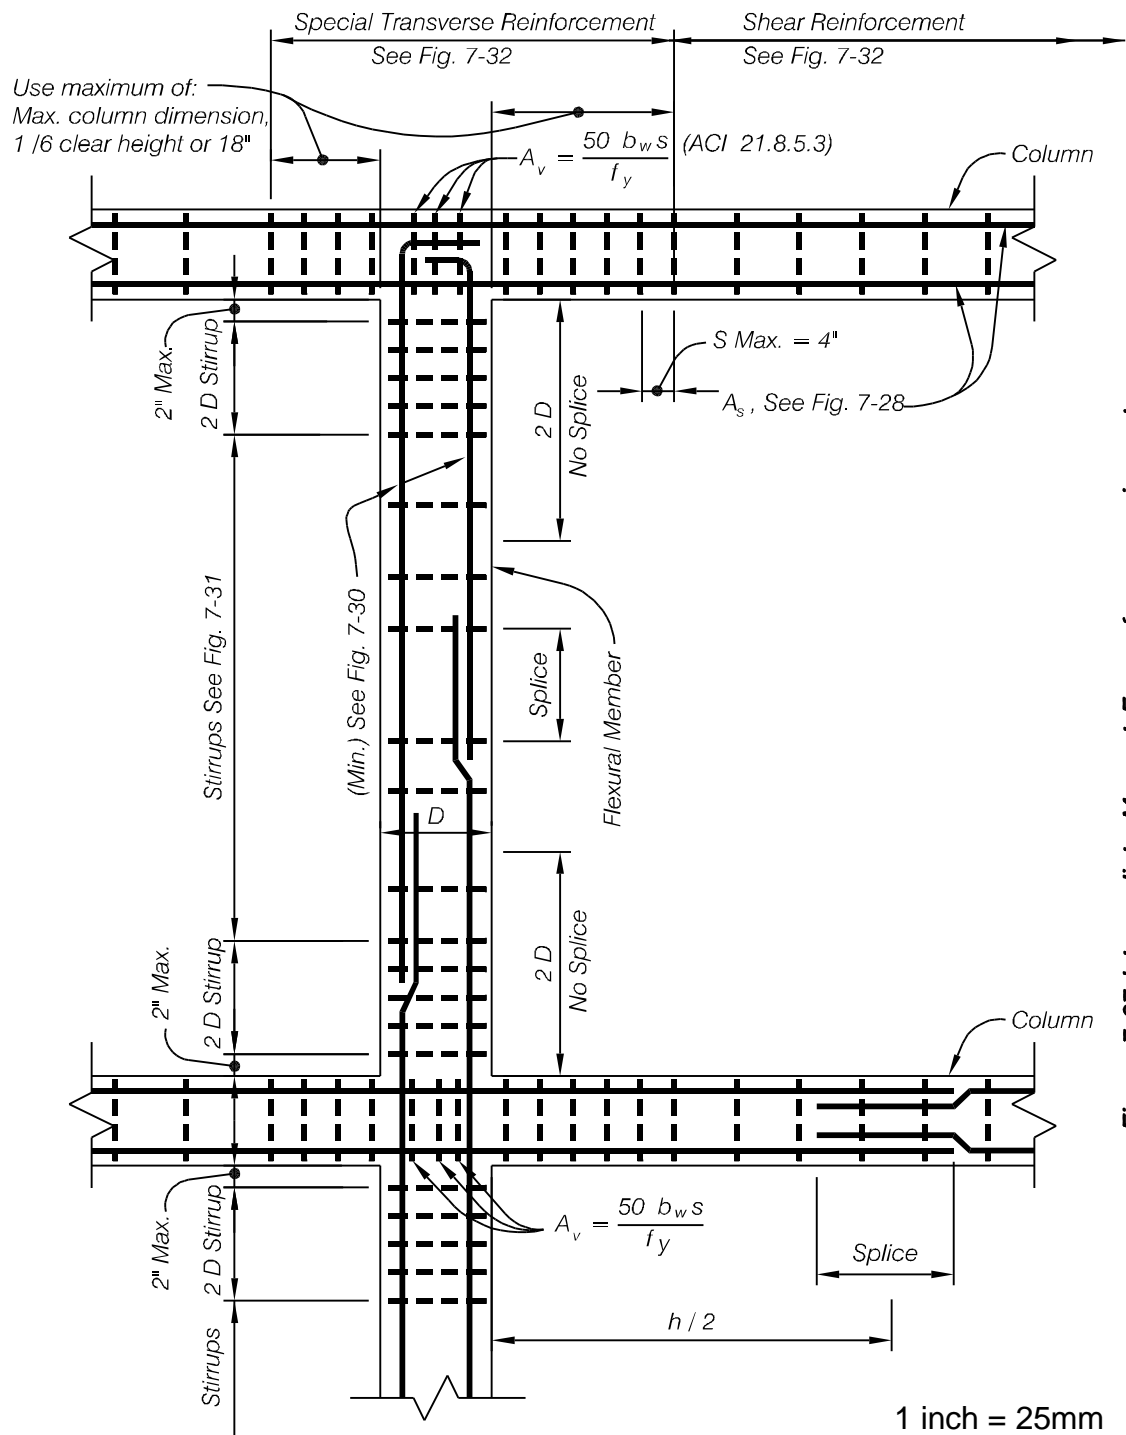 Special Transverse Reinforcement
See Fig. 7-32
Shear Reinforcement
See Fig. 7-32
Use maximum of:
Max. column dimension,
1 /6 clear height or 18"
A_v = 50 b_w s / f_y (ACI 21.8.5.3)
Column
S Max. = 4"
A_s , See Fig. 7-28
2" Max.
2 D Stirrup
2 D
No Splice
Stirrups See Fig. 7-31
(Min.) See Fig. 7-30
Splice
Flexural Member
D
2" Max.
2 D Stirrup
2 D
No Splice
Column
2" Max.
2 D Stirrup
A_v = 50 b_w s / f_y
Splice
h / 2
Stirrups
1 inch = 25mm